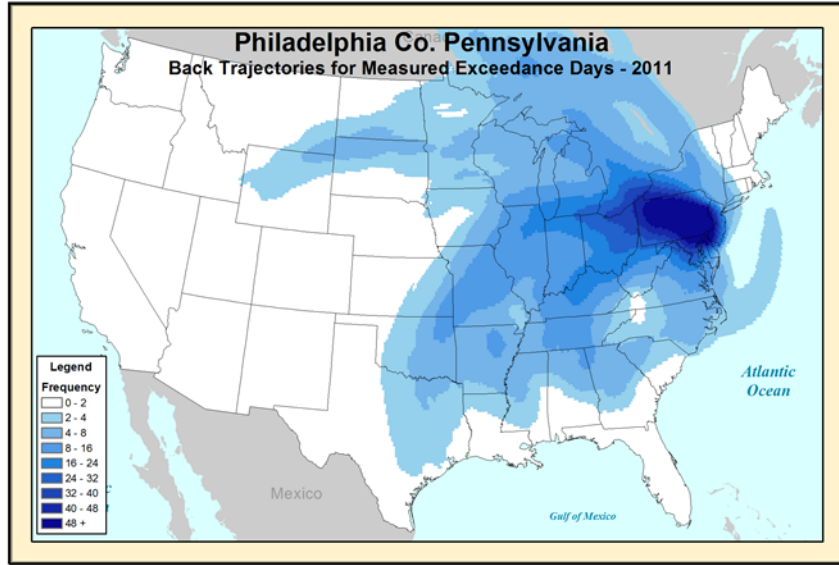 Philadelphia Co. Pennsylvania
Back Trajectories for Measured Exceedance Days - 2011
Legend
Frequency
0 - 2
2 - 4
4 - 8
8 - 16
16 - 24
24 - 32
32 - 40
40 - 48
48 +
Atlantic
Ocean
Mexico
Gulf of Mexico